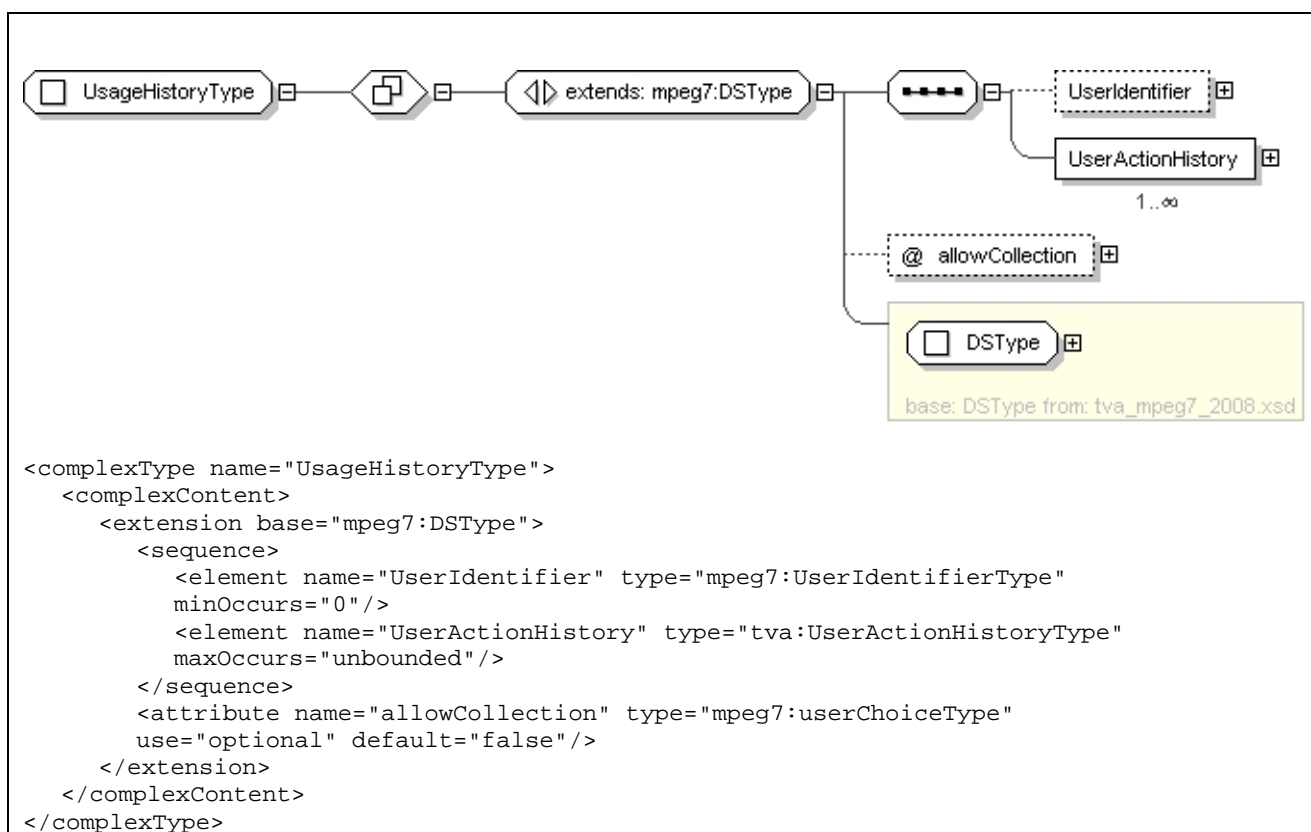 UsageHistoryType
extends: mpeg7:DSType
UserIdentifier
UserActionHistory
1..∞
@ allowCollection
DSType
base: DSType from: tva_mpeg7_2008.xsd
<complexType name="UsageHistoryType">
<complexContent>
<extension base="mpeg7:DSType">
<sequence>
<element name="UserIdentifier" type="mpeg7:UserIdentifierType"
minOccurs="0"/>
<element name="UserActionHistory" type="tva:UserActionHistoryType"
maxOccurs="unbounded"/>
</sequence>
<attribute name="allowCollection" type="mpeg7:userChoiceType"
use="optional" default="false"/>
</extension>
</complexContent>
</complexType>